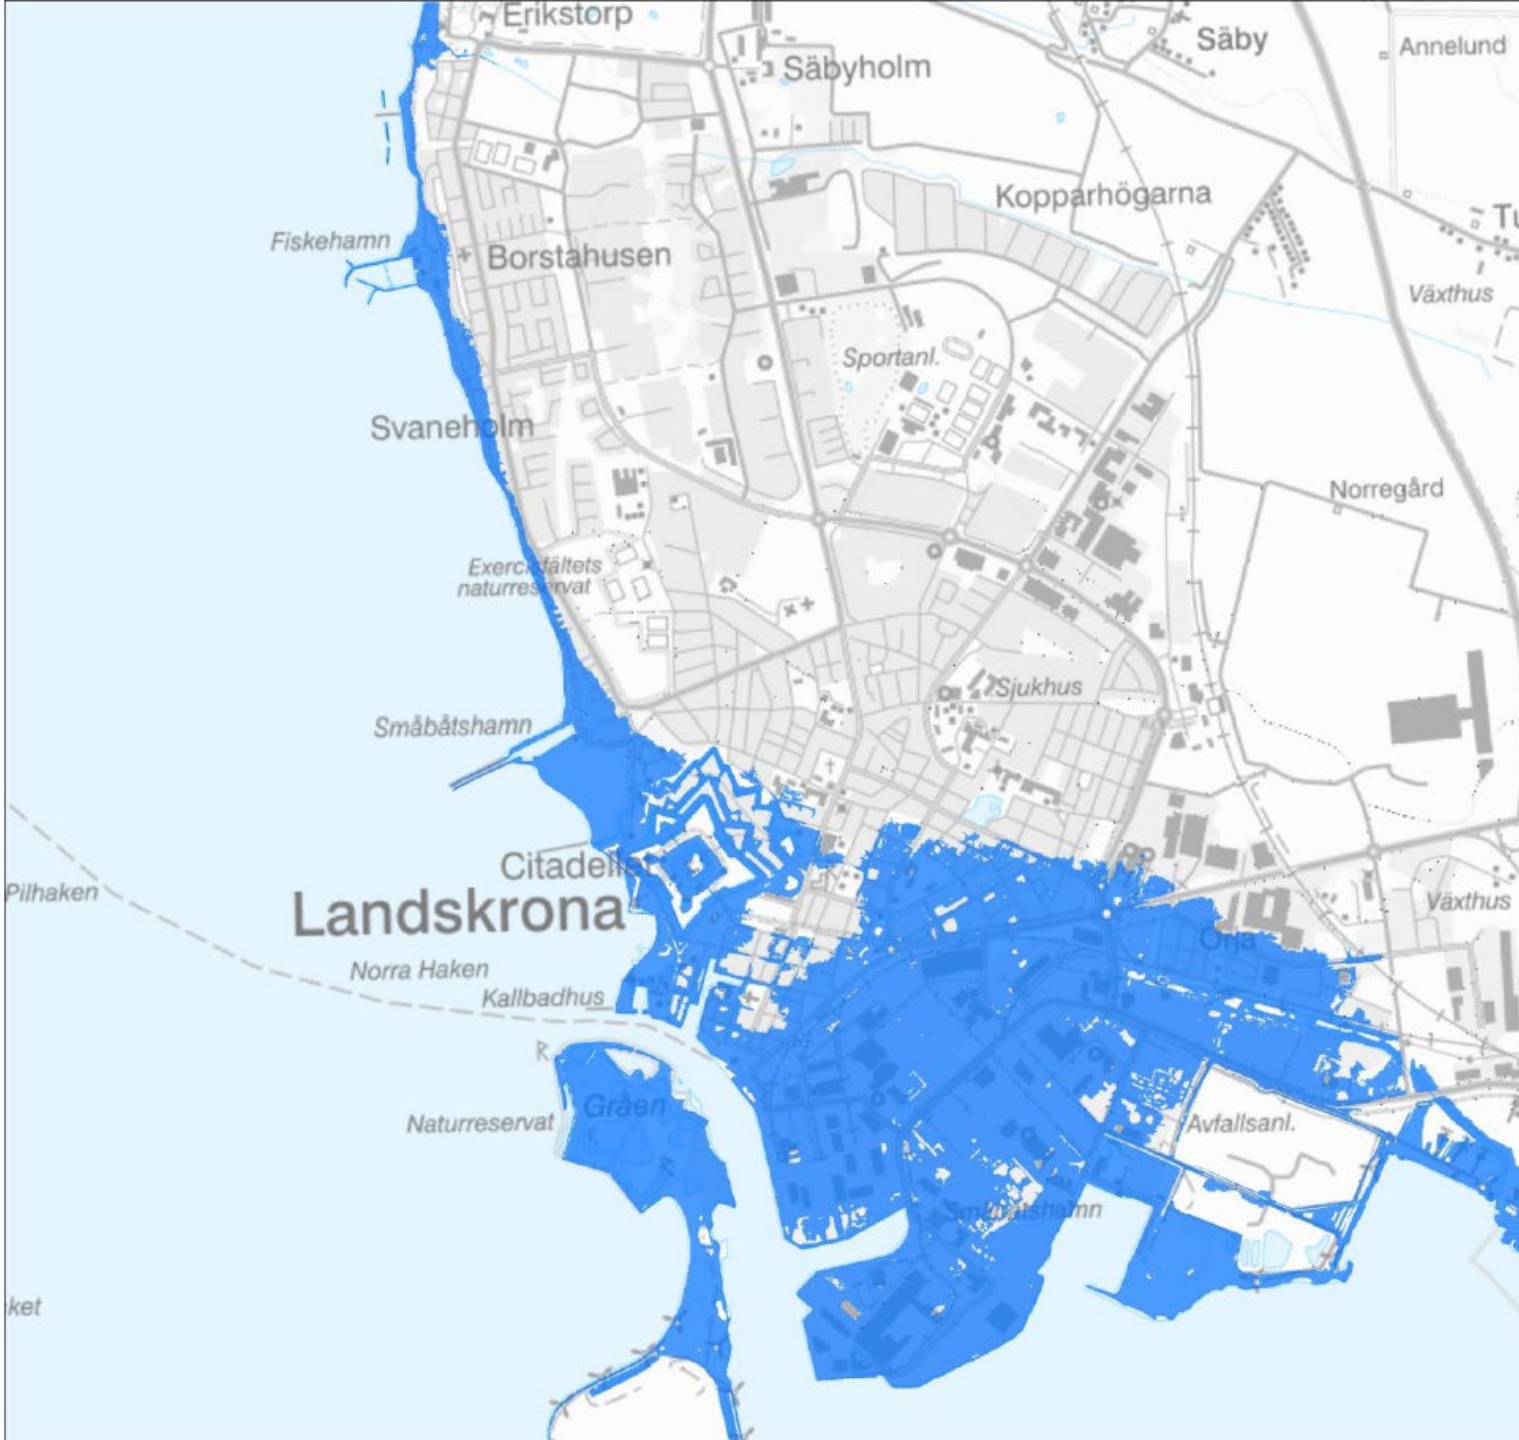 Erikstorp
Säby
Annelund
Säbyholm
Kopparhögarna
Fiskehamn
Borstahusen
Växthus
Sportanl.
Svaneholm
Norregård
naturreservat
Sjukhus
Småbåtshamn
Citadellet
Pilhaken
Landskrona
Växthus
Örja
Norra Haken
Kallbadhus
Gråen
Naturreservat
Avfallsanl.
Småbåtshamn